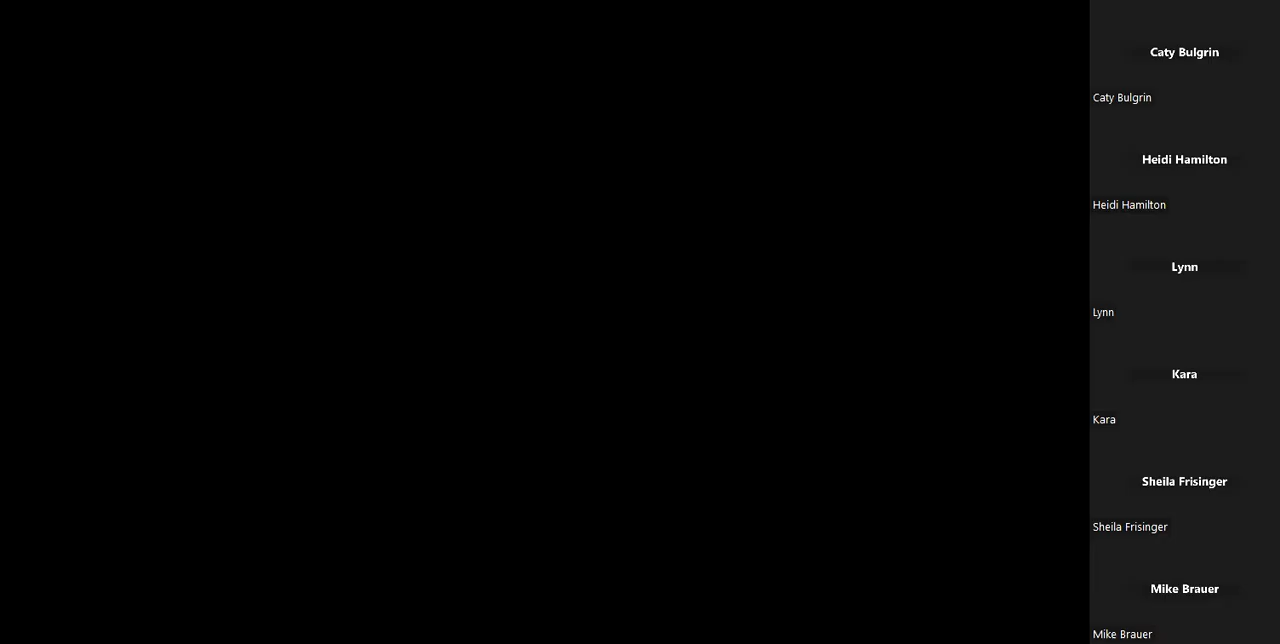 Caty Bulgrin
Caty Bulgrin
Heidi Hamilton
Heidi Hamilton
Lynn
Lynn
Kara
Kara
Sheila Frisinger
Sheila Frisinger
Mike Brauer
Mike Brauer